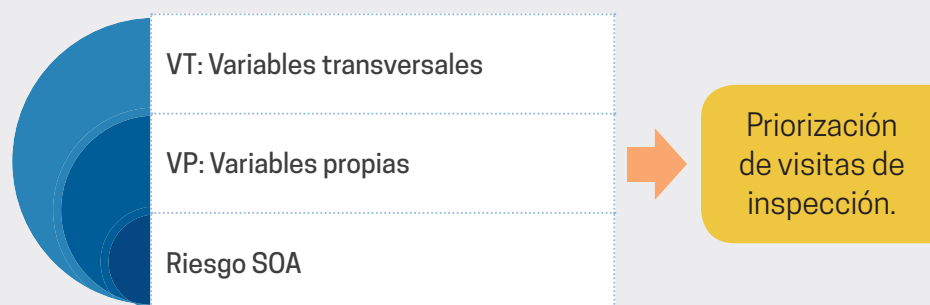 VT: Variables transversales
VP: Variables propias
Riesgo SOA
Priorización
de visitas de
inspección.